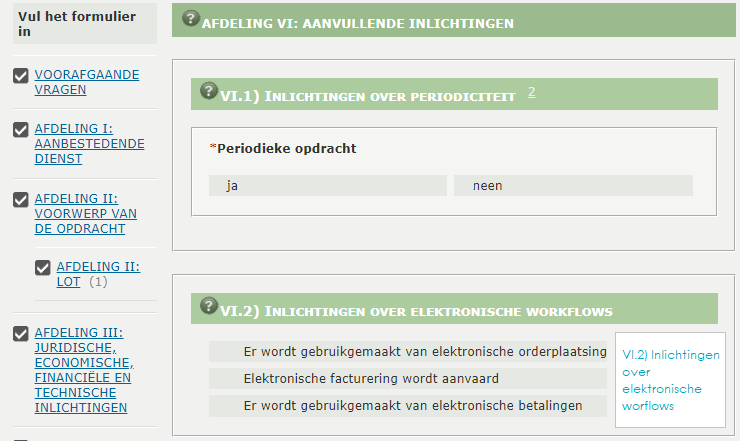 Vul het formulier
in
VOORAFGAANDE
VRAGEN
AFDELING I:
AANBESTEDENDE
DIENST
AFDELING II:
VOORWERP VAN
DE OPDRACHT
AFDELING II:
LOT (1)
AFDELING III:
JURIDISCHE,
ECONOMISCHE,
FINANCIËLE EN
TECHNISCHE
INLICHTINGEN
? AFDELING VI: AANVULLENDE INLICHTINGEN
? VI.1) INLICHTINGEN OVER PERIODICITEIT 2
*Periodieke opdracht
ja neen
? VI.2) INLICHTINGEN OVER ELEKTRONISCHE WORKFLOWS
Er wordt gebruikgemaakt van elektronische orderplaatsing
Elektronische facturering wordt aanvaard
Er wordt gebruikgemaakt van elektronische betalingen
VI.2) Inlichtingen
over
elektronische
worflows